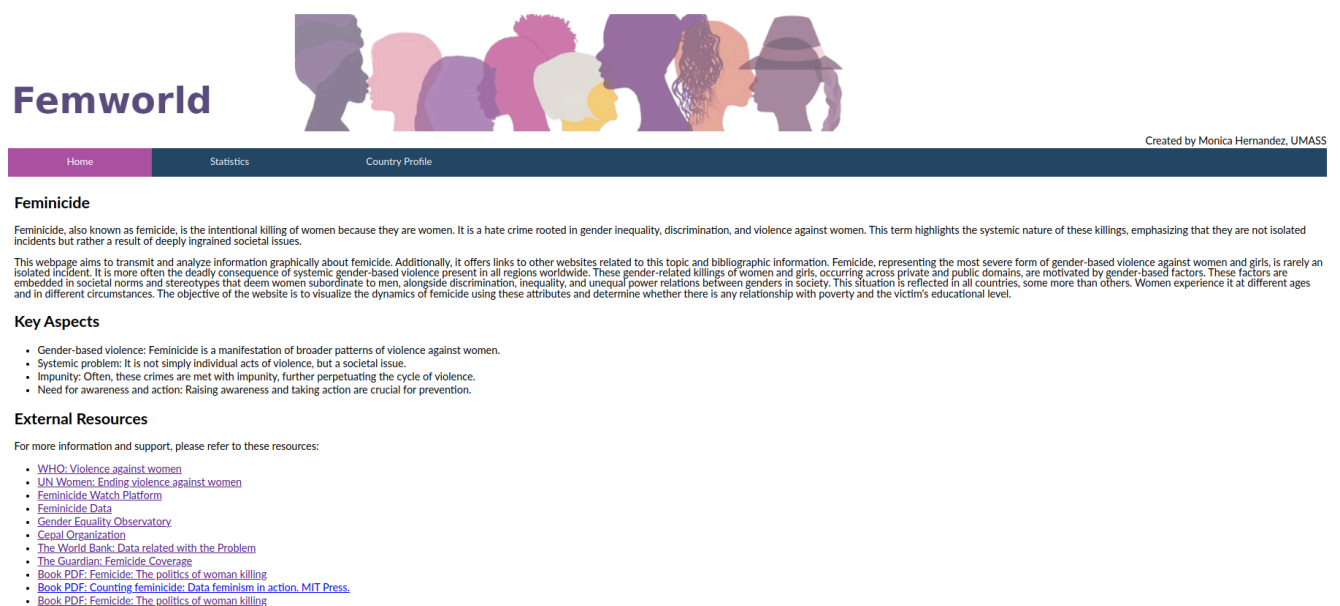 Femworld
Created by Monica Hernandez, UMASS
Home Statistics Country Profile
Feminicide
Feminicide, also known as femicide, is the intentional killing of women because they are women. It is a hate crime rooted in gender inequality, discrimination, and violence against women. This term highlights the systemic nature of these killings, emphasizing that they are not isolated
incidents but rather a result of deeply ingrained societal issues.
This webpage aims to transmit and analyze information graphically about femicide. Additionally, it offers links to other websites related to this topic and bibliographic information. Femicide, representing the most severe form of gender-based violence against women and girls, is rarely an
isolated incident. It is more often the deadly consequence of systemic gender-based violence present in all regions worldwide. These gender-related killings of women and girls, occurring across private and public domains, are motivated by gender-based factors. These factors are
embedded in societal norms and stereotypes that deem women subordinate to men, alongside discrimination, inequality, and unequal power relations between genders in society. This situation is reflected in all countries, some more than others. Women experience it at different ages
and in different circumstances. The objective of the website is to visualize the dynamics of femicide using these attributes and determine whether there is any relationship with poverty and the victim's educational level.
Key Aspects
• Gender-based violence: Feminicide is a manifestation of broader patterns of violence against women.
• Systemic problem: It is not simply individual acts of violence, but a societal issue.
• Impunity: Often, these crimes are met with impunity, further perpetuating the cycle of violence.
• Need for awareness and action: Raising awareness and taking action are crucial for prevention.
External Resources
For more information and support, please refer to these resources:
• WHO: Violence against women
• UN Women: Ending violence against women
• Feminicide Watch Platform
• Feminicide Data
• Gender Equality Observatory
• Cepal Organization
• The World Bank: Data related with the Problem
• The Guardian: Femicide Coverage
• Book PDF: Femicide: The politics of woman killing
• Book PDF: Counting feminicide: Data feminism in action. MIT Press.
• Book PDF: Femicide: The politics of woman killing